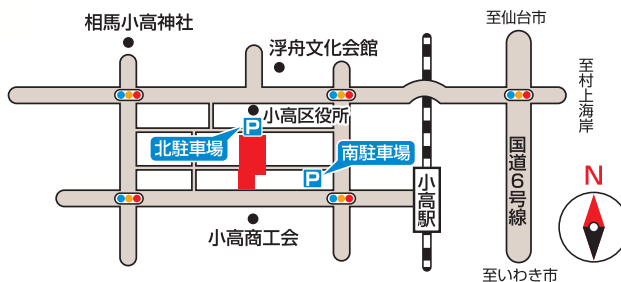 相馬小高神社
至仙台市
浮舟文化会館
至村上海岸
小高区役所
P
北駐車場
南駐車場
P
国道6号線
小高駅
N
小高商工会
至いわき市